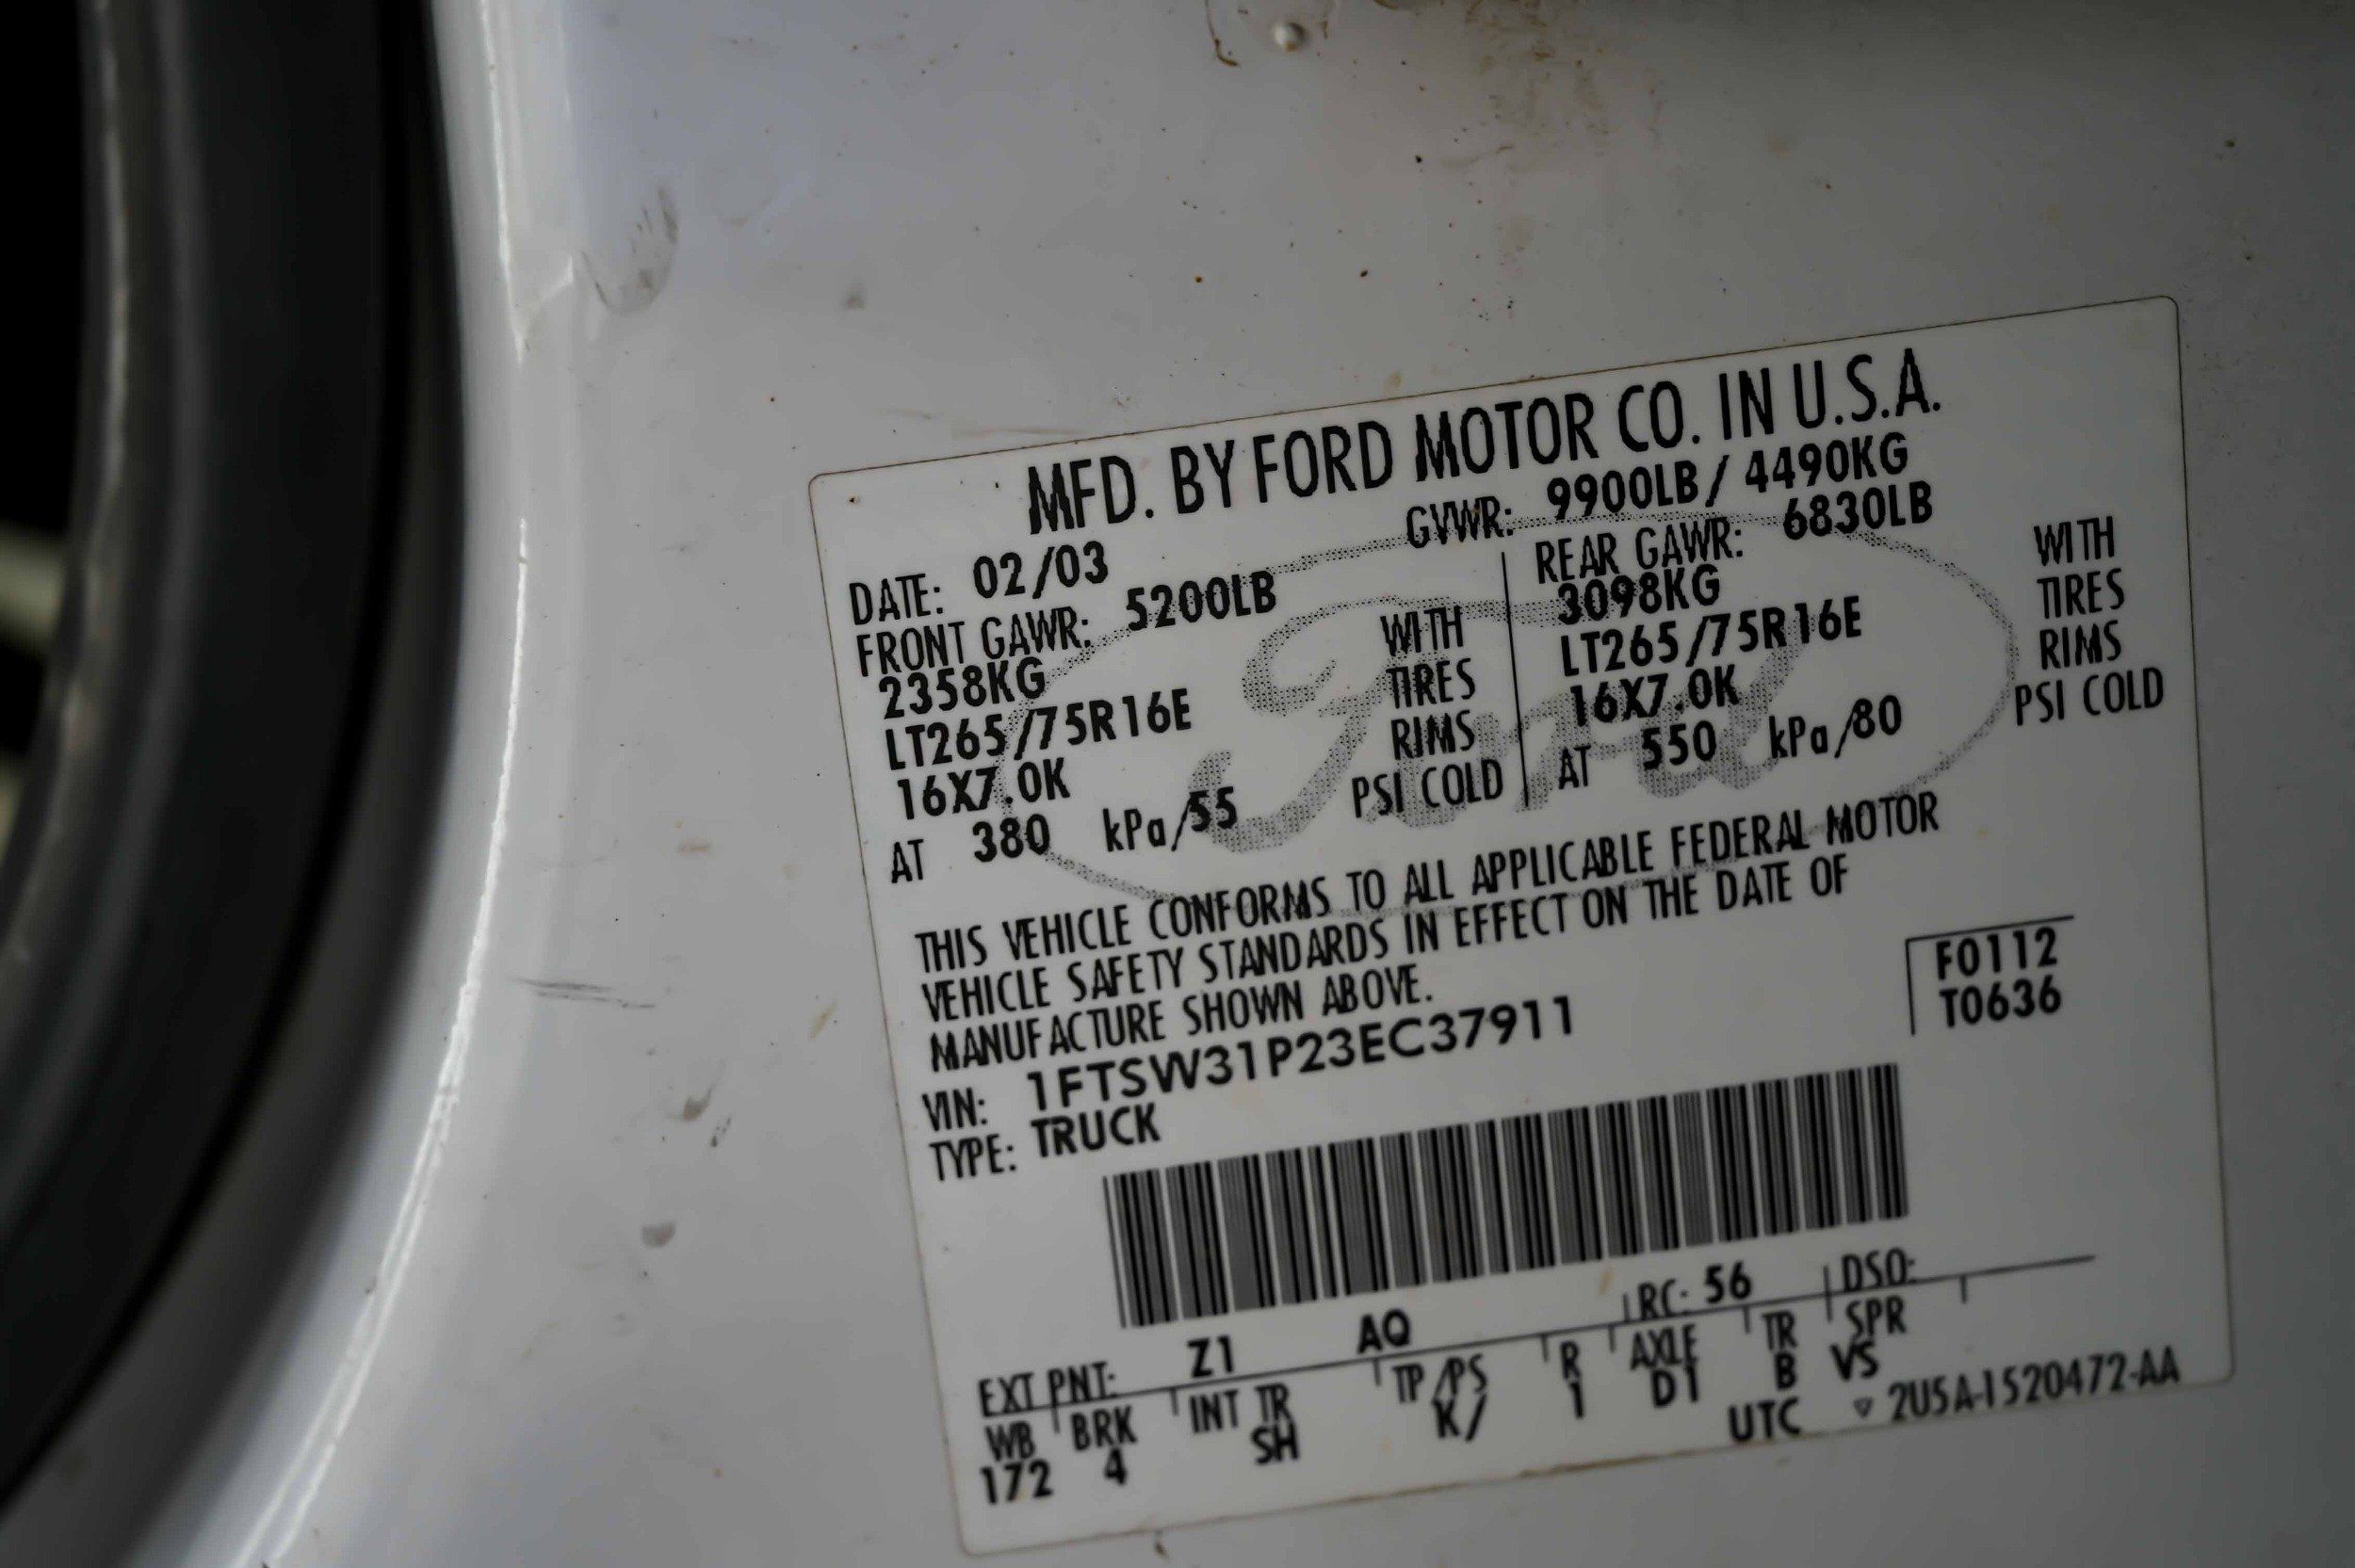 MFD. BY FORD MOTOR CO. IN U.S.A.
DATE: 02/03 GVWR: 9900LB/ 4490KG
FRONT GAWR: 5200LB REAR GAWR: 6830LB
2358KG WITH 3098KG WITH
LT265/75R16E TIRES LT265/75R16E TIRES
16X7.0K RIMS 16X7.0K RIMS
AT 380 kPa/55 PSI COLD AT 550 kPa/80 PSI COLD
Ford
THIS VEHICLE CONFORMS TO ALL APPLICABLE FEDERAL MOTOR
VEHICLE SAFETY STANDARDS IN EFFECT ON THE DATE OF
MANUFACTURE SHOWN ABOVE.
F0112
T0636
VIN: 1FTSW31P23EC37911
TYPE: TRUCK
EXT PNT: Z1 AQ RC: 56 DSO:
WB BRK INT TR TP/PS R AXLE TR SPR
172 4 SH K/ 1 D1 B VS
UTC ▽ 2U5A-1520472-AA